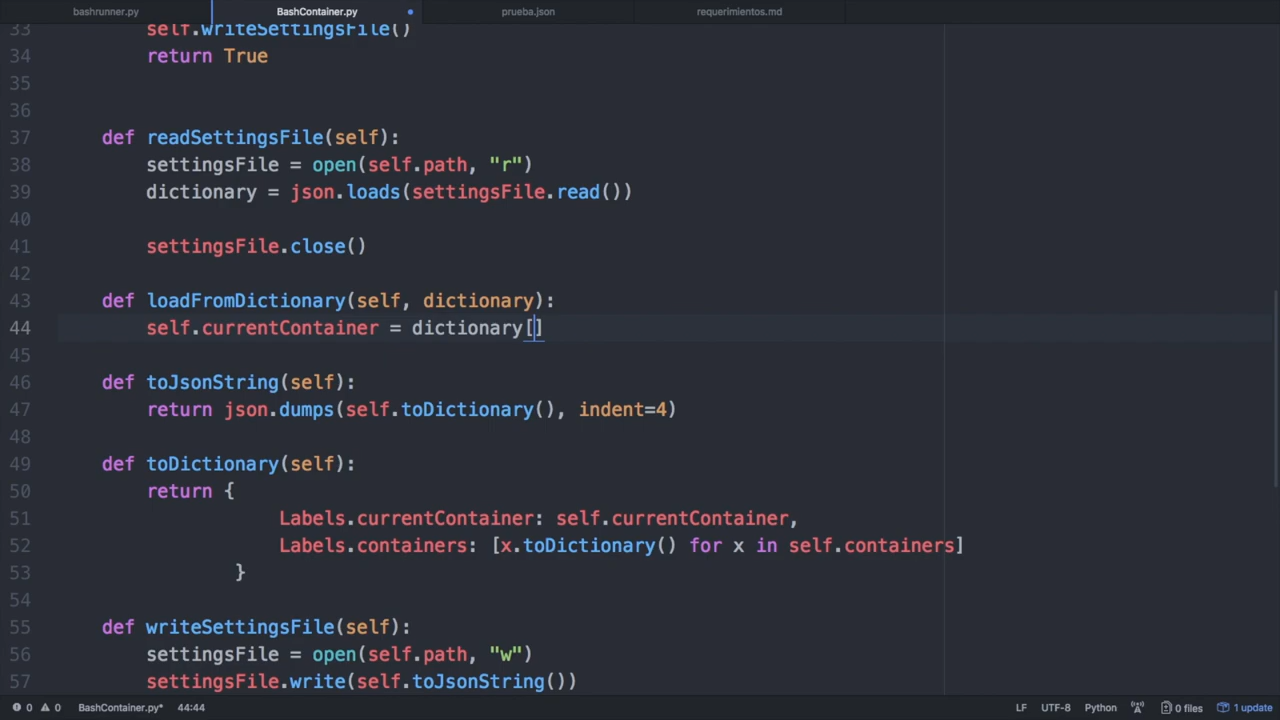 bashrunner.py BashContainer.py prueba.json requerimientos.md
33 self.writeSettingsFile()
34 return True
35
36
37 def readSettingsFile(self):
38 settingsFile = open(self.path, "r")
39 dictionary = json.loads(settingsFile.read())
40
41 settingsFile.close()
42
43 def loadFromDictionary(self, dictionary):
44 self.currentContainer = dictionary[]
45
46 def toJsonString(self):
47 return json.dumps(self.toDictionary(), indent=4)
48
49 def toDictionary(self):
50 return {
51 Labels.currentContainer: self.currentContainer,
52 Labels.containers: [x.toDictionary() for x in self.containers]
53 }
54
55 def writeSettingsFile(self):
56 settingsFile = open(self.path, "w")
57 settingsFile.write(self.toJsonString())
0 0 BashContainer.py* 44:44 LF UTF-8 Python 0 files 1 update